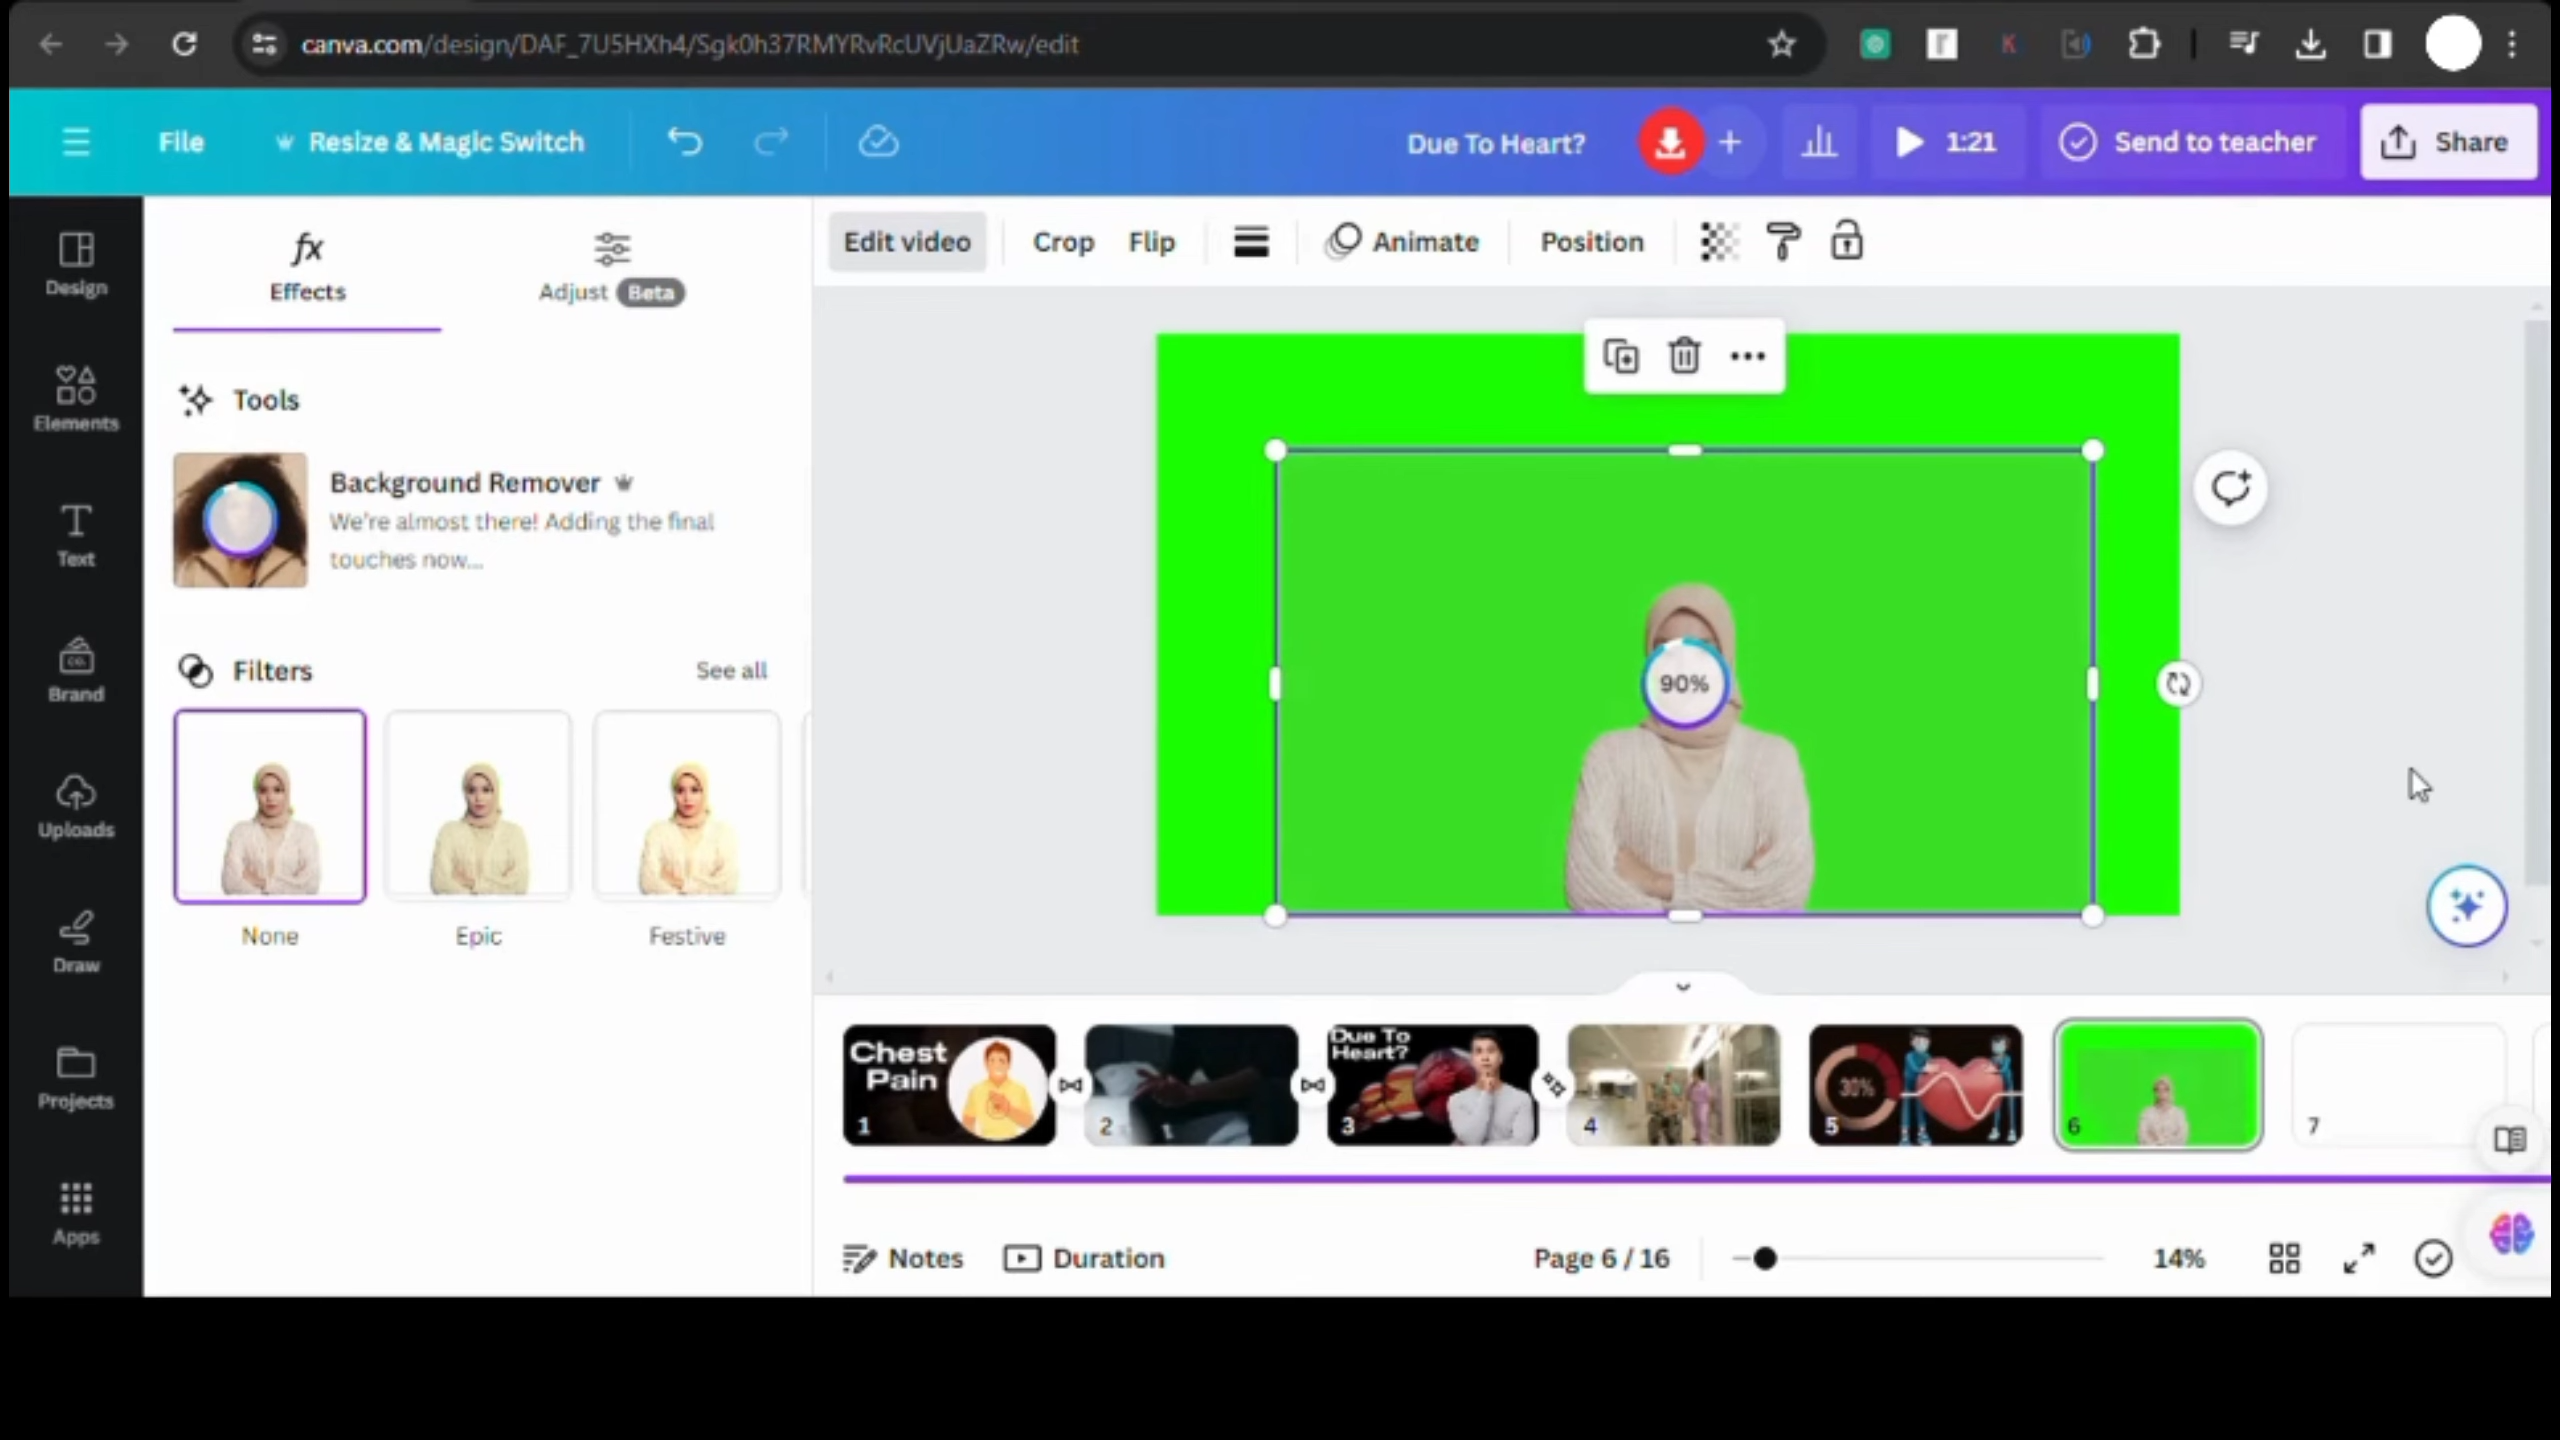 canva.com/design/DAF_7U5HXh4/Sgk0h37RMYRvRcUVjUaZRw/edit
File
Resize & Magic Switch
Due To Heart?
1:21
Send to teacher
Share
Design
Elements
Text
Brand
Uploads
Draw
Projects
Apps
Effects
Adjust Beta
Tools
Background Remover
We're almost there! Adding the final
touches now...
Filters
See all
None
Epic
Festive
Edit video
Crop
Flip
Animate
Position
90%
Chest
Pain
1
2
Due To
Heart?
3
4
30%
5
6
7
Notes
Duration
Page 6 / 16
14%